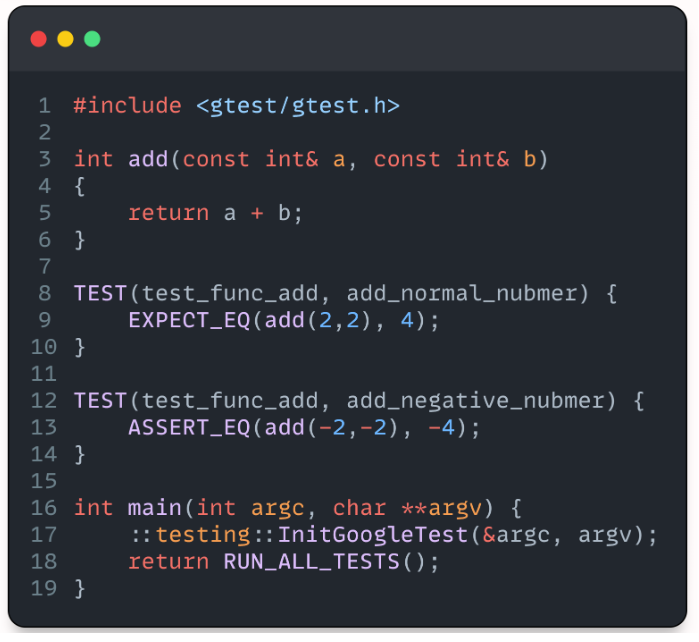 1 #include <gtest/gtest.h>
2
3 int add(const int& a, const int& b)
4 {
5     return a + b;
6 }
7
8 TEST(test_func_add, add_normal_nubmer) {
9     EXPECT_EQ(add(2,2), 4);
10 }
11
12 TEST(test_func_add, add_negative_nubmer) {
13     ASSERT_EQ(add(-2,-2), -4);
14 }
15
16 int main(int argc, char **argv) {
17     ::testing::InitGoogleTest(&argc, argv);
18     return RUN_ALL_TESTS();
19 }